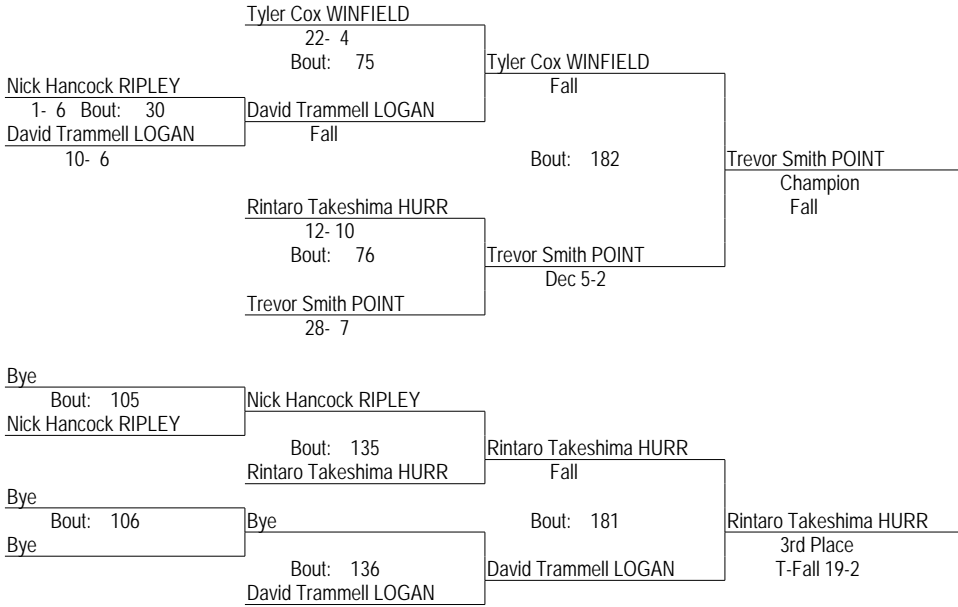 Tyler Cox WINFIELD
22- 4
Bout: 75
Tyler Cox WINFIELD
Fall
Nick Hancock RIPLEY
1- 6 Bout: 30
David Trammell LOGAN
David Trammell LOGAN
Fall
10- 6
Bout: 182
Trevor Smith POINT
Champion
Fall
Rintaro Takeshima HURR
12- 10
Bout: 76
Trevor Smith POINT
Dec 5-2
Trevor Smith POINT
28- 7
Bye
Bout: 105
Nick Hancock RIPLEY
Nick Hancock RIPLEY
Bout: 135
Rintaro Takeshima HURR
Fall
Rintaro Takeshima HURR
Bye
Bout: 106
Bye
Bye
Bout: 181
Rintaro Takeshima HURR
3rd Place
T-Fall 19-2
Bout: 136
David Trammell LOGAN
David Trammell LOGAN